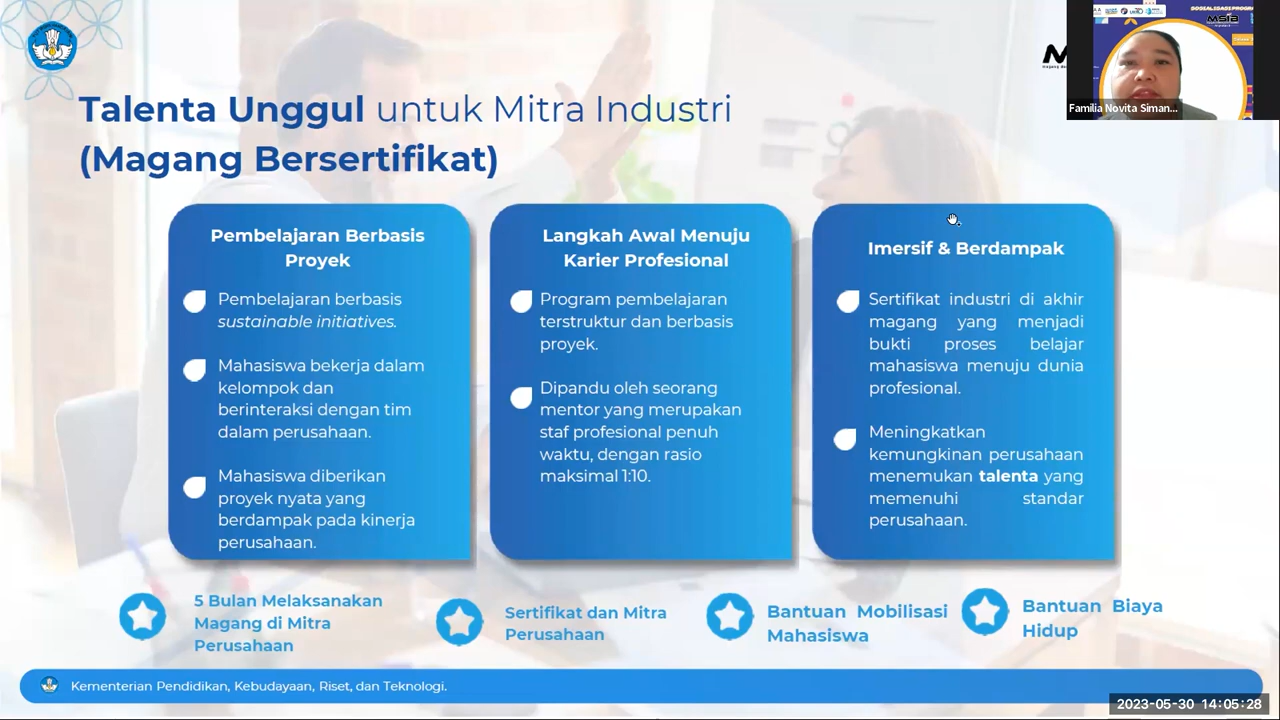 SOSIALISASI PROGRA
MSIB
Familia Novita Siman...
M
Talenta Unggul untuk Mitra Industri
(Magang Bersertifikat)
Pembelajaran Berbasis
Proyek
Pembelajaran berbasis
sustainable initiatives.
Mahasiswa bekerja dalam
kelompok dan
berinteraksi dengan tim
dalam perusahaan.
Mahasiswa diberikan
proyek nyata yang
berdampak pada kinerja
perusahaan.
Langkah Awal Menuju
Karier Profesional
Program pembelajaran
terstruktur dan berbasis
proyek.
Dipandu oleh seorang
mentor yang merupakan
staf profesional penuh
waktu, dengan rasio
maksimal 1:10.
Imersif & Berdampak
Sertifikat industri di akhir
magang yang menjadi
bukti proses belajar
mahasiswa menuju dunia
profesional.
Meningkatkan
kemungkinan perusahaan
menemukan talenta yang
memenuhi standar
perusahaan.
5 Bulan Melaksanakan
Magang di Mitra
Perusahaan
Sertifikat dan Mitra
Perusahaan
Bantuan Mobilisasi
Mahasiswa
Bantuan Biaya
Hidup
Kementerian Pendidikan, Kebudayaan, Riset, dan Teknologi.
2023-05-30 14:05:28